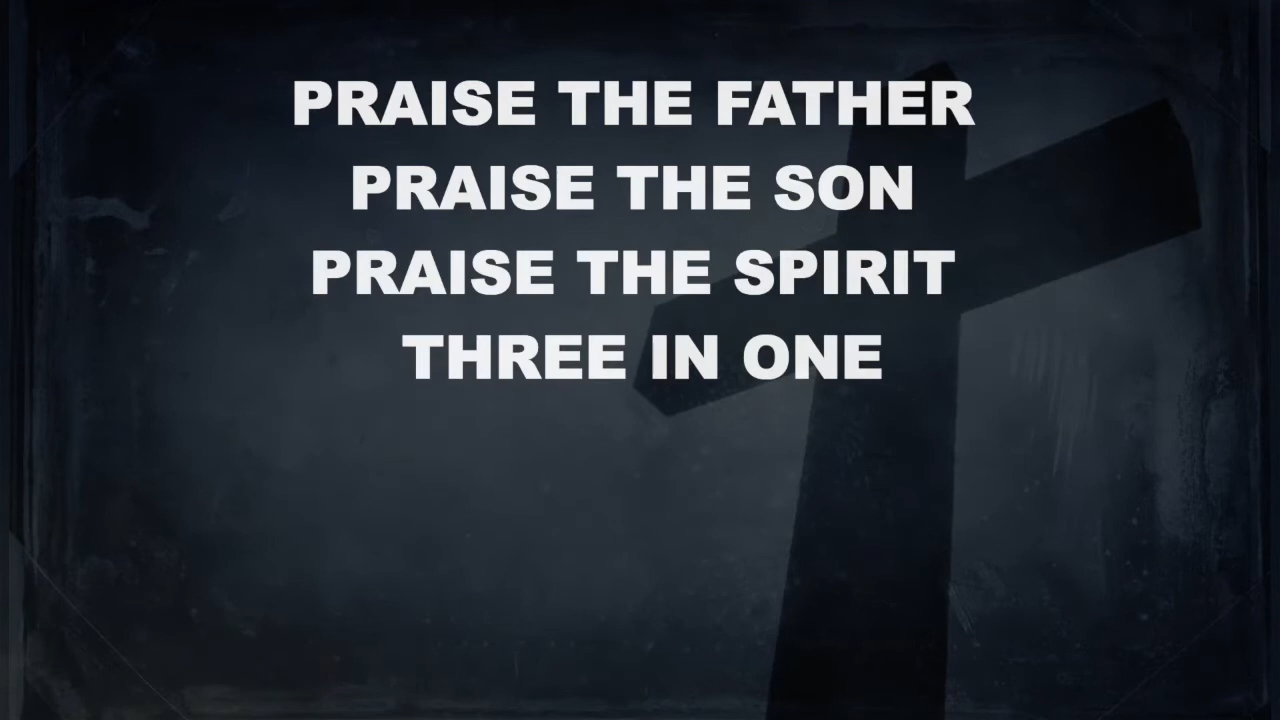 PRAISE THE FATHER
PRAISE THE SON
PRAISE THE SPIRIT
THREE IN ONE